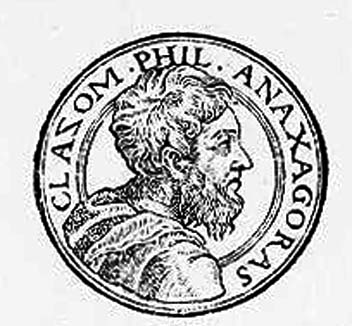 CLAZOM · PHIL · ANAXAGORAS